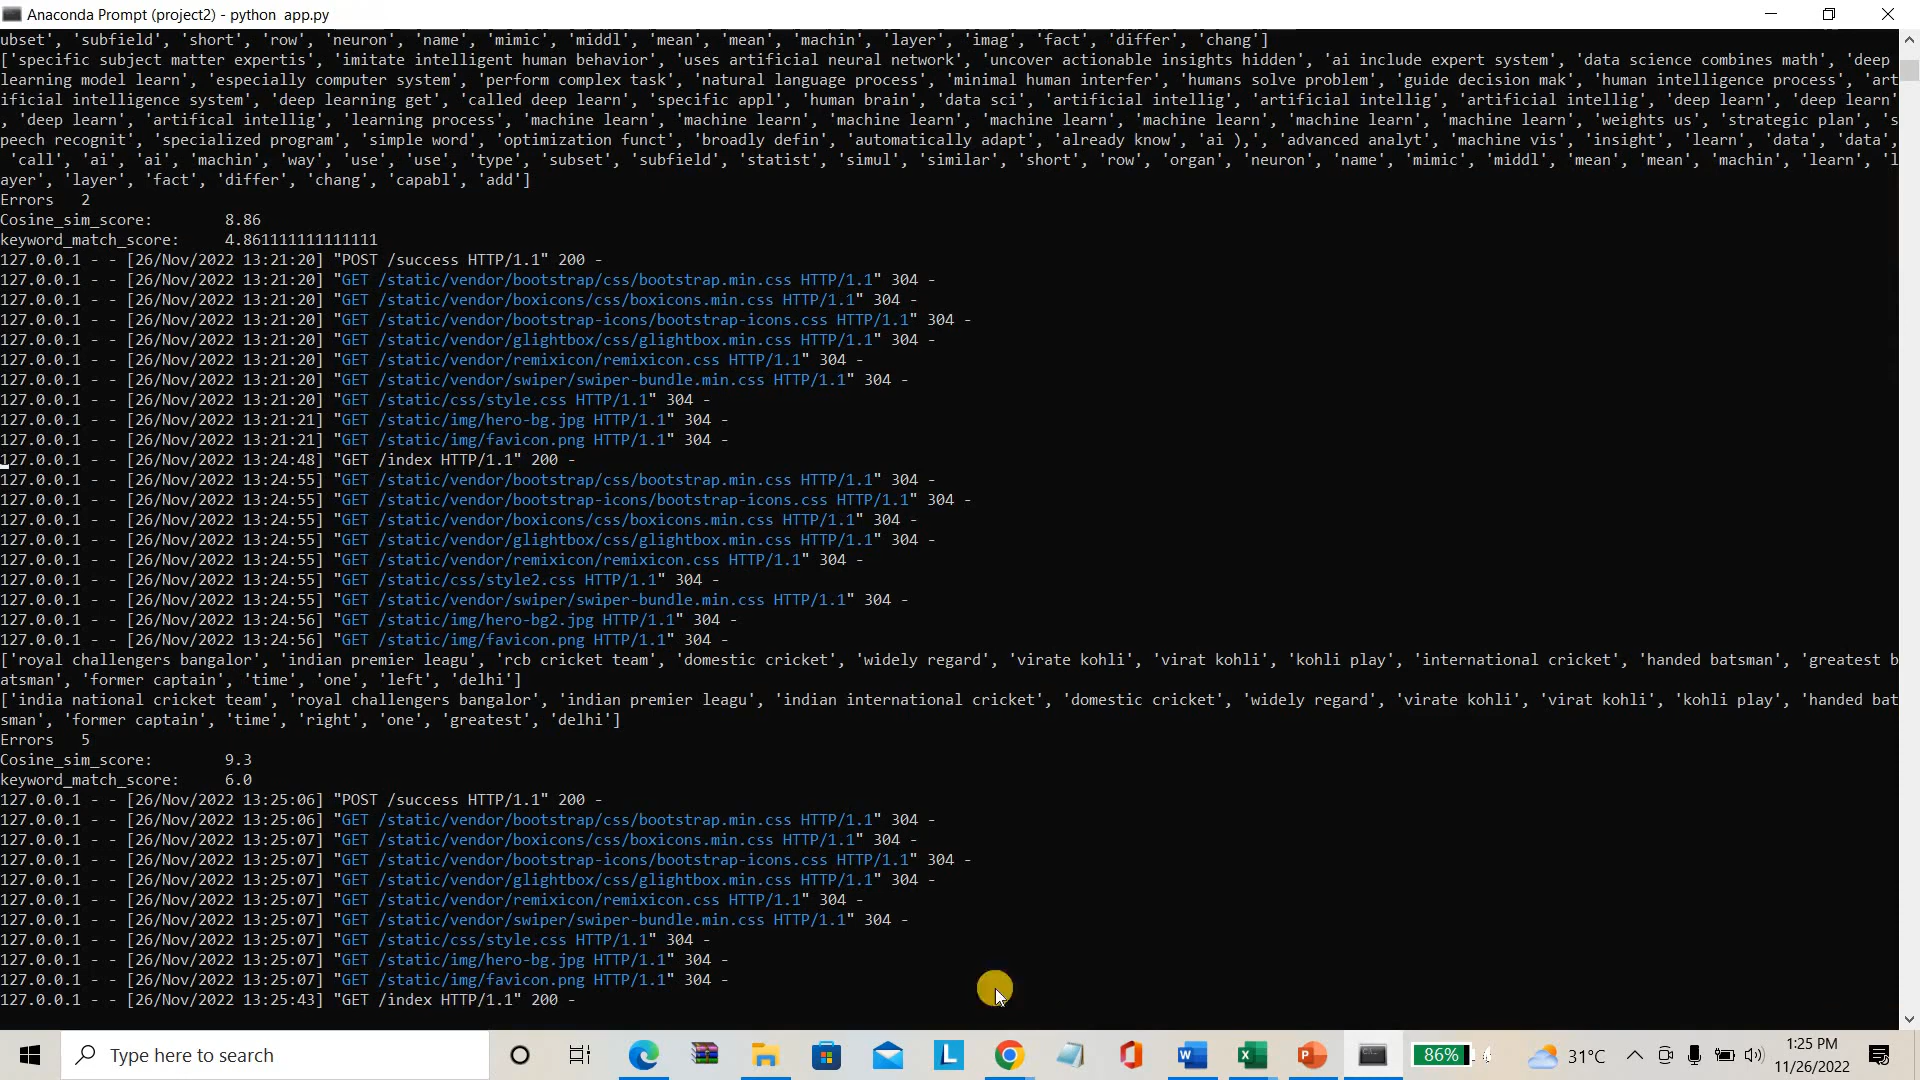 Anaconda Prompt (project2) - python  app.py
ubset', 'subfield', 'short', 'row', 'neuron', 'name', 'mimic', 'middl', 'mean', 'mean', 'machin', 'layer', 'imag', 'fact', 'differ', 'chang']
['specific subject matter expertis', 'imitate intelligent human behavior', 'uses artificial neural network', 'uncover actionable insights hidden', 'ai include expert system', 'data science combines math', 'deep
learning model learn', 'especially computer system', 'perform complex task', 'natural language process', 'minimal human interfer', 'humans solve problem', 'guide decision mak', 'human intelligence process', 'art
ificial intelligence system', 'deep learning get', 'called deep learn', 'specific appl', 'human brain', 'data sci', 'artificial intellig', 'artificial intellig', 'artificial intellig', 'deep learn', 'deep learn'
, 'deep learn', 'artifical intellig', 'learning process', 'machine learn', 'machine learn', 'machine learn', 'machine learn', 'machine learn', 'machine learn', 'weights us', 'strategic plan', 's
peech recognit', 'specialized program', 'simple word', 'optimization funct', 'broadly defin', 'automatically adapt', 'already know', 'ai ),', 'advanced analyt', 'machine vis', 'insight', 'learn', 'data', 'data',
 'call', 'ai', 'ai', 'machin', 'way', 'use', 'use', 'type', 'subset', 'subfield', 'statist', 'simul', 'similar', 'short', 'row', 'organ', 'neuron', 'name', 'mimic', 'middl', 'mean', 'mean', 'machin', 'learn', 'l
ayer', 'layer', 'fact', 'differ', 'chang', 'capabl', 'add']
Errors   2
Cosine_sim_score:        8.86
keyword_match_score:     4.861111111111111
127.0.0.1 - - [26/Nov/2022 13:21:20] "POST /success HTTP/1.1" 200 -
127.0.0.1 - - [26/Nov/2022 13:21:20] "GET /static/vendor/bootstrap/css/bootstrap.min.css HTTP/1.1" 304 -
127.0.0.1 - - [26/Nov/2022 13:21:20] "GET /static/vendor/boxicons/css/boxicons.min.css HTTP/1.1" 304 -
127.0.0.1 - - [26/Nov/2022 13:21:20] "GET /static/vendor/bootstrap-icons/bootstrap-icons.css HTTP/1.1" 304 -
127.0.0.1 - - [26/Nov/2022 13:21:20] "GET /static/vendor/glightbox/css/glightbox.min.css HTTP/1.1" 304 -
127.0.0.1 - - [26/Nov/2022 13:21:20] "GET /static/vendor/remixicon/remixicon.css HTTP/1.1" 304 -
127.0.0.1 - - [26/Nov/2022 13:21:20] "GET /static/vendor/swiper/swiper-bundle.min.css HTTP/1.1" 304 -
127.0.0.1 - - [26/Nov/2022 13:21:20] "GET /static/css/style.css HTTP/1.1" 304 -
127.0.0.1 - - [26/Nov/2022 13:21:21] "GET /static/img/hero-bg.jpg HTTP/1.1" 304 -
127.0.0.1 - - [26/Nov/2022 13:21:21] "GET /static/img/favicon.png HTTP/1.1" 304 -
127.0.0.1 - - [26/Nov/2022 13:24:48] "GET /index HTTP/1.1" 200 -
127.0.0.1 - - [26/Nov/2022 13:24:55] "GET /static/vendor/bootstrap/css/bootstrap.min.css HTTP/1.1" 304 -
127.0.0.1 - - [26/Nov/2022 13:24:55] "GET /static/vendor/bootstrap-icons/bootstrap-icons.css HTTP/1.1" 304 -
127.0.0.1 - - [26/Nov/2022 13:24:55] "GET /static/vendor/boxicons/css/boxicons.min.css HTTP/1.1" 304 -
127.0.0.1 - - [26/Nov/2022 13:24:55] "GET /static/vendor/glightbox/css/glightbox.min.css HTTP/1.1" 304 -
127.0.0.1 - - [26/Nov/2022 13:24:55] "GET /static/vendor/remixicon/remixicon.css HTTP/1.1" 304 -
127.0.0.1 - - [26/Nov/2022 13:24:55] "GET /static/css/style2.css HTTP/1.1" 304 -
127.0.0.1 - - [26/Nov/2022 13:24:55] "GET /static/vendor/swiper/swiper-bundle.min.css HTTP/1.1" 304 -
127.0.0.1 - - [26/Nov/2022 13:24:56] "GET /static/img/hero-bg2.jpg HTTP/1.1" 304 -
127.0.0.1 - - [26/Nov/2022 13:24:56] "GET /static/img/favicon.png HTTP/1.1" 304 -
['royal challengers bangalor', 'indian premier leagu', 'rcb cricket team', 'domestic cricket', 'widely regard', 'virate kohli', 'virat kohli', 'kohli play', 'international cricket', 'handed batsman', 'greatest b
atsman', 'former captain', 'time', 'one', 'left', 'delhi']
['india national cricket team', 'royal challengers bangalor', 'indian premier leagu', 'indian international cricket', 'domestic cricket', 'widely regard', 'virate kohli', 'virat kohli', 'kohli play', 'handed bat
sman', 'former captain', 'time', 'right', 'one', 'greatest', 'delhi']
Errors   5
Cosine_sim_score:        9.3
keyword_match_score:     6.0
127.0.0.1 - - [26/Nov/2022 13:25:06] "POST /success HTTP/1.1" 200 -
127.0.0.1 - - [26/Nov/2022 13:25:06] "GET /static/vendor/bootstrap/css/bootstrap.min.css HTTP/1.1" 304 -
127.0.0.1 - - [26/Nov/2022 13:25:07] "GET /static/vendor/boxicons/css/boxicons.min.css HTTP/1.1" 304 -
127.0.0.1 - - [26/Nov/2022 13:25:07] "GET /static/vendor/bootstrap-icons/bootstrap-icons.css HTTP/1.1" 304 -
127.0.0.1 - - [26/Nov/2022 13:25:07] "GET /static/vendor/glightbox/css/glightbox.min.css HTTP/1.1" 304 -
127.0.0.1 - - [26/Nov/2022 13:25:07] "GET /static/vendor/remixicon/remixicon.css HTTP/1.1" 304 -
127.0.0.1 - - [26/Nov/2022 13:25:07] "GET /static/vendor/swiper/swiper-bundle.min.css HTTP/1.1" 304 -
127.0.0.1 - - [26/Nov/2022 13:25:07] "GET /static/css/style.css HTTP/1.1" 304 -
127.0.0.1 - - [26/Nov/2022 13:25:07] "GET /static/img/hero-bg.jpg HTTP/1.1" 304 -
127.0.0.1 - - [26/Nov/2022 13:25:07] "GET /static/img/favicon.png HTTP/1.1" 304 -
127.0.0.1 - - [26/Nov/2022 13:25:43] "GET /index HTTP/1.1" 200 -
Type here to search
86%
31°C
1:25 PM
11/26/2022